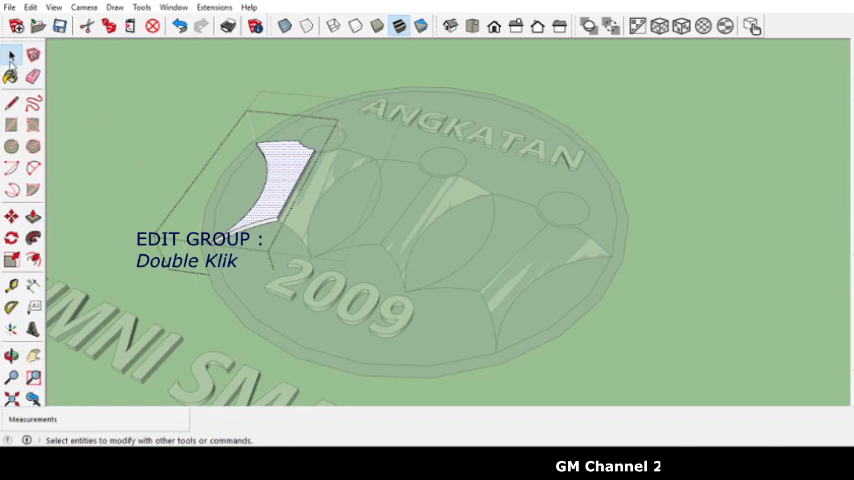 File Edit View Camera Draw Tools Window Extensions Help
ANGKATAN
EDIT GROUP :
Double Klik
2009
MNI SMA
Measurements
Select entities to modify with other tools or commands.
GM Channel 2